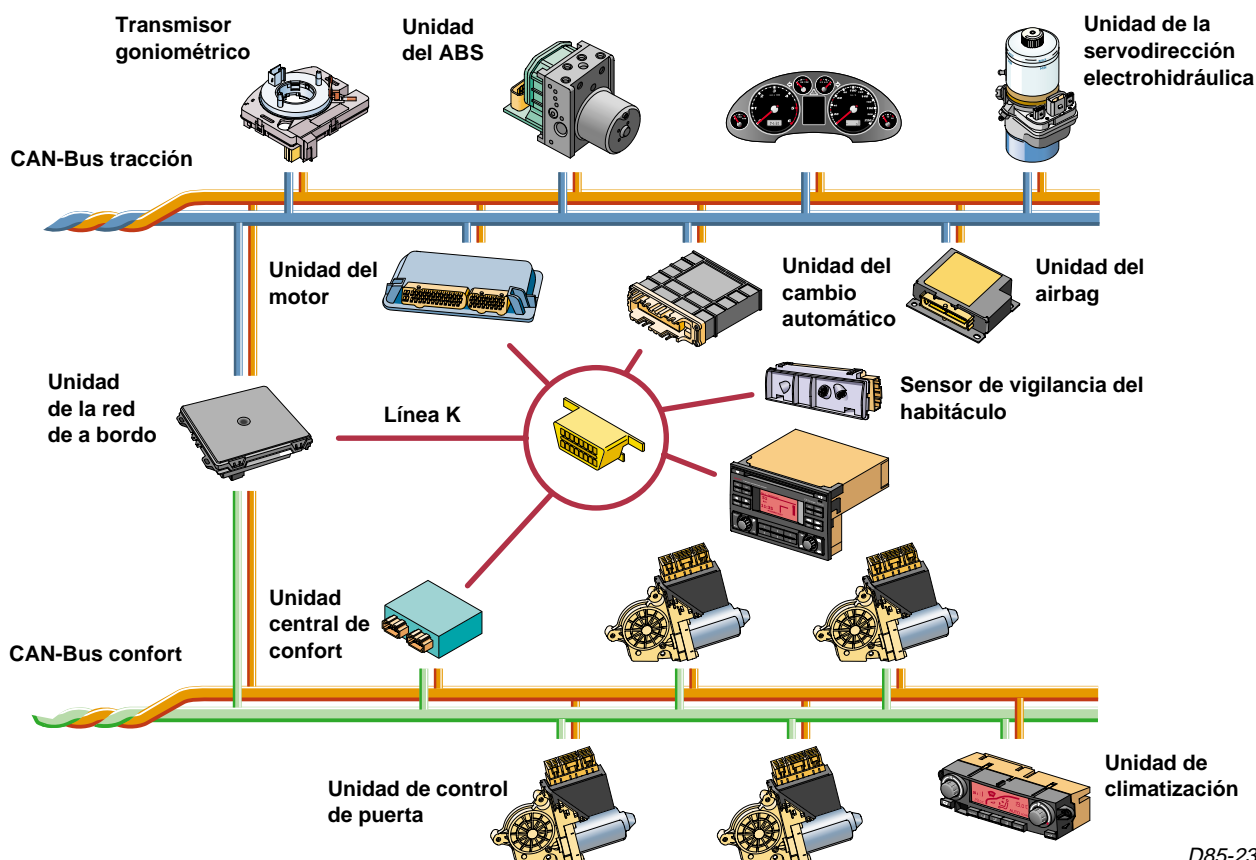 Transmisor
goniométrico
Unidad
del ABS
Unidad de la
servodirección
electrohidráulica
CAN-Bus tracción
Unidad del
motor
Unidad del
cambio
automático
Unidad del
airbag
Unidad
de la red
de a bordo
Línea K
Sensor de vigilancia del
habitáculo
Unidad
central de
confort
CAN-Bus confort
Unidad de control
de puerta
Unidad de
climatización
D85-23